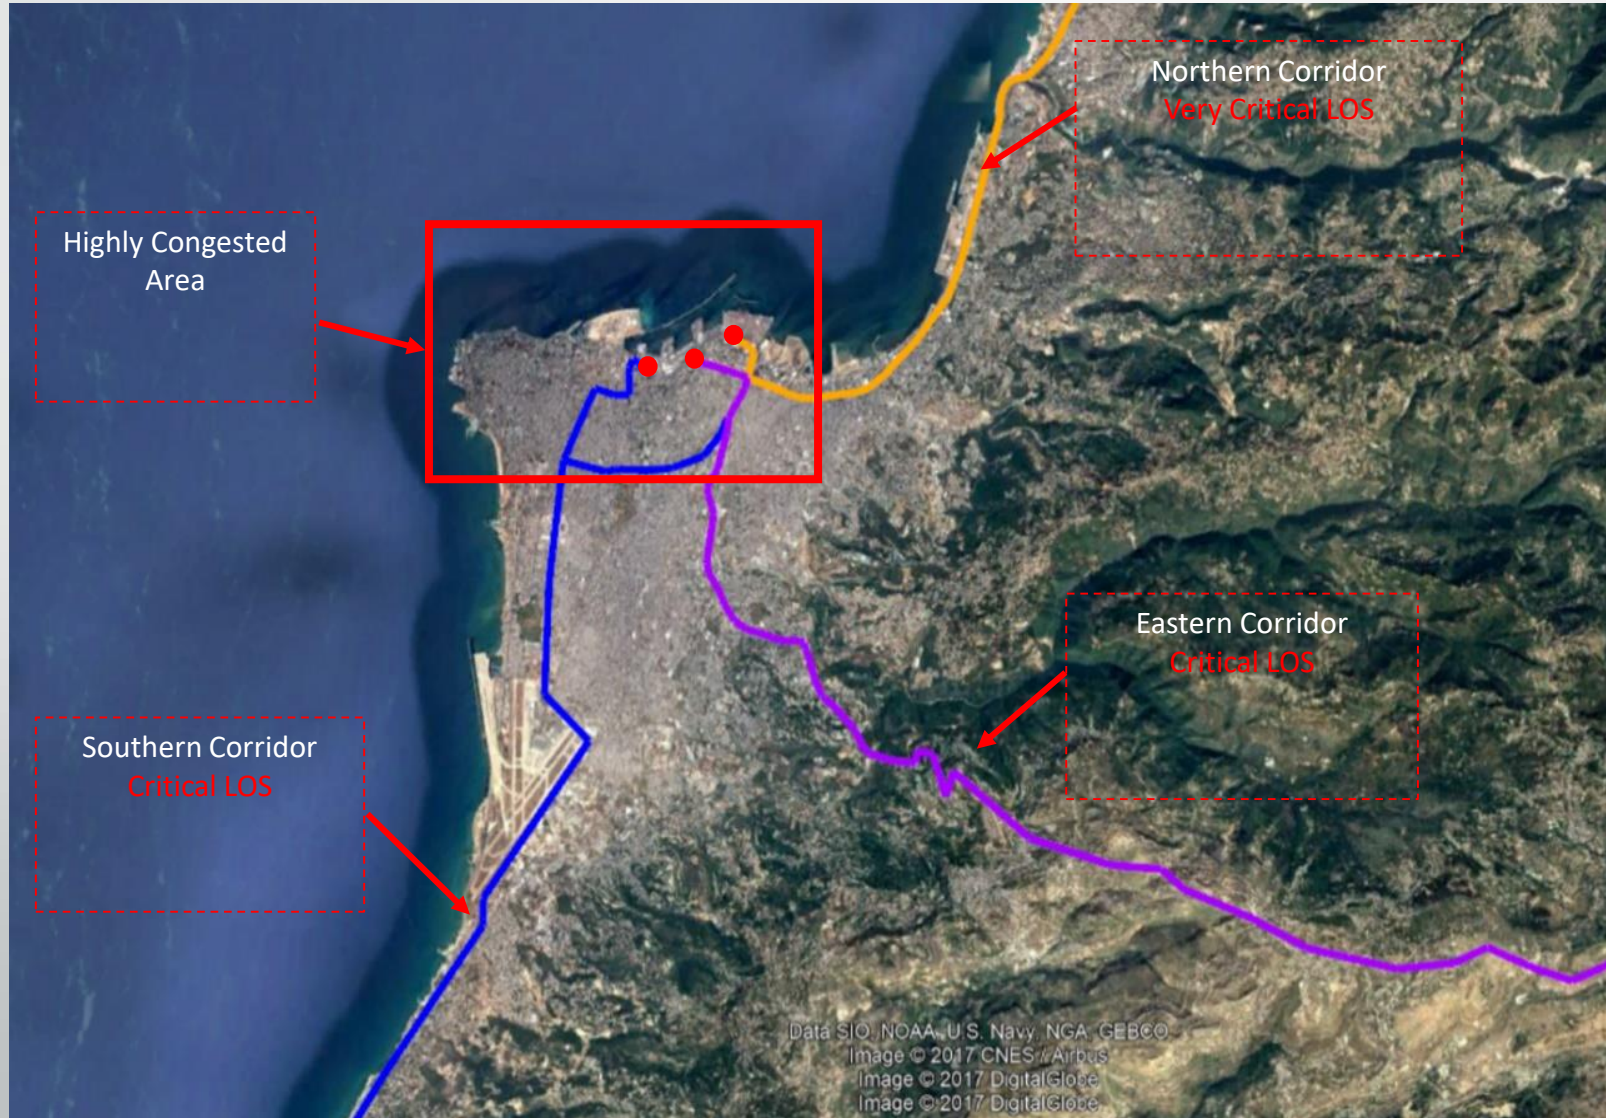 Northern Corridor
Very Critical LOS
Highly Congested
Area
Eastern Corridor
Critical LOS
Southern Corridor
Critical LOS
Data SIO, NOAA, U.S. Navy, NGA, GEBCO
Image © 2017 CNES / Airbus
Image © 2017 DigitalGlobe
Image © 2017 DigitalGlobe